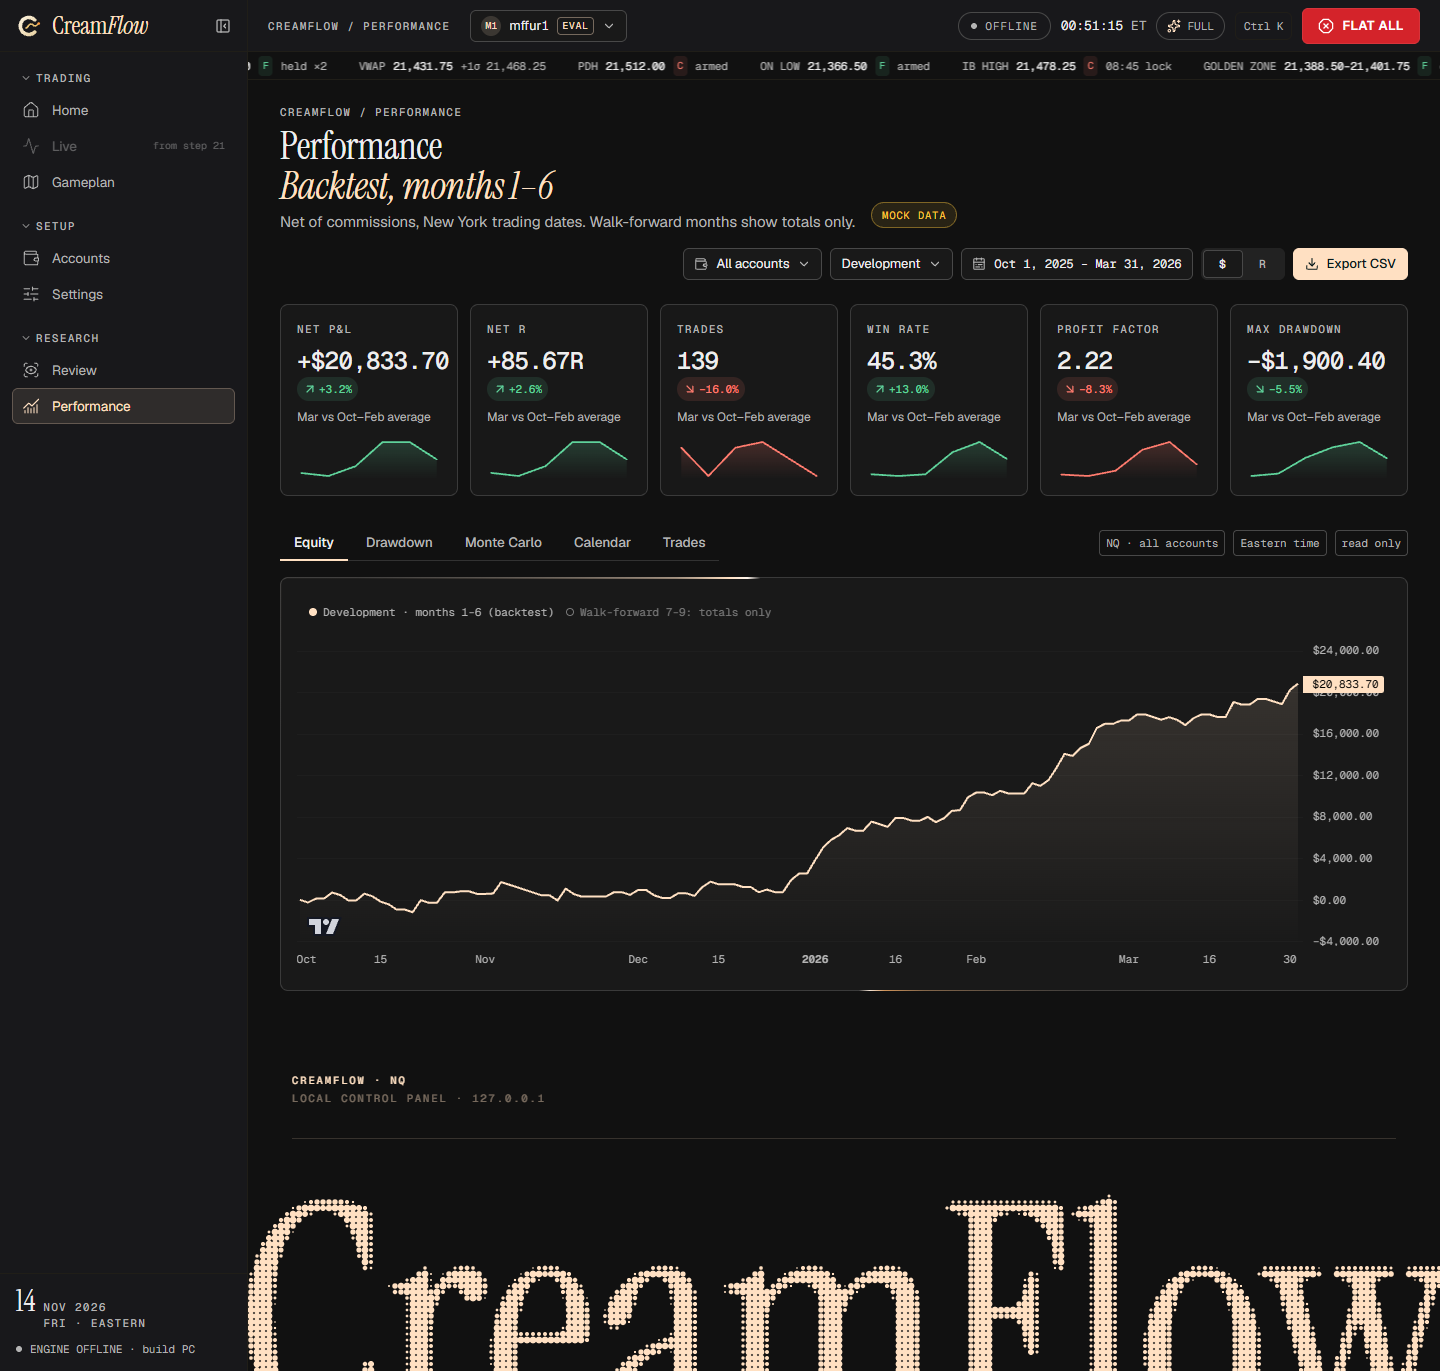 CreamFlow
CREAMFLOW / PERFORMANCE
M1 mffur1 EVAL
OFFLINE
00:51:15 ET
FULL
Ctrl K
FLAT ALL
F held ×2 VWAP 21,431.75 +1σ 21,468.25 PDH 21,512.00 C armed ON LOW 21,366.50 F armed IB HIGH 21,478.25 C 08:45 lock GOLDEN ZONE 21,388.50–21,401.75 F
TRADING
Home
Live from step 21
Gameplan
SETUP
Accounts
Settings
RESEARCH
Review
Performance
CREAMFLOW / PERFORMANCE
Performance
Backtest, months 1–6
Net of commissions, New York trading dates. Walk-forward months show totals only.
MOCK DATA
All accounts
Development
Oct 1, 2025 – Mar 31, 2026
$ R
Export CSV
NET P&L
+$20,833.70
+3.2%
Mar vs Oct–Feb average
NET R
+85.67R
+2.6%
Mar vs Oct–Feb average
TRADES
139
−16.0%
Mar vs Oct–Feb average
WIN RATE
45.3%
+13.0%
Mar vs Oct–Feb average
PROFIT FACTOR
2.22
−8.3%
Mar vs Oct–Feb average
MAX DRAWDOWN
−$1,900.40
−5.5%
Mar vs Oct–Feb average
Equity Drawdown Monte Carlo Calendar Trades
NQ · all accounts
Eastern time
read only
Development · months 1–6 (backtest) Walk-forward 7–9: totals only
$24,000.00
$20,833.70
$16,000.00
$12,000.00
$8,000.00
$4,000.00
$0.00
−$4,000.00
Oct 15 Nov Dec 15 2026 16 Feb Mar 16 30
CREAMFLOW · NQ
LOCAL CONTROL PANEL · 127.0.0.1
CreamFlow
14 NOV 2026
FRI · EASTERN
ENGINE OFFLINE · build PC